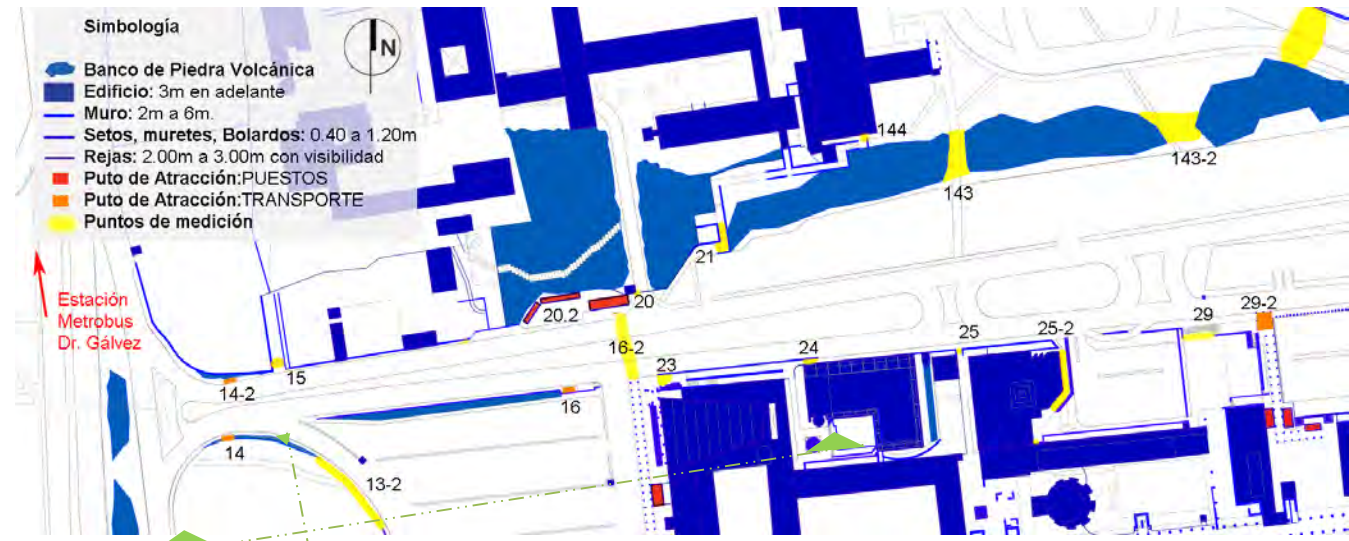 Simbología
N
Banco de Piedra Volcánica
Edificio: 3m en adelante
Muro: 2m a 6m.
Setos, muretes, Bolardos: 0.40 a 1.20m
Rejas: 2.00m a 3.00m con visibilidad
Puto de Atracción:PUESTOS
Puto de Atracción:TRANSPORTE
Puntos de medición
144
143-2
143
21
Estación
Metrobus
Dr. Gálvez
20
20.2
29-2
29
25-2
25
24
16-2
23
15
14-2
16
14
13-2